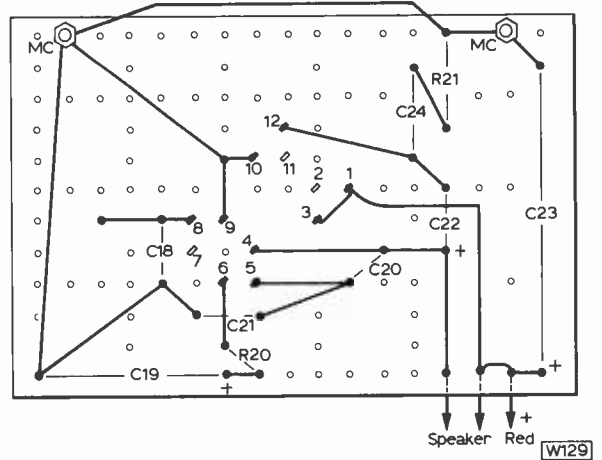 MC
MC
R21
C24
12
10
11
2
1
3
C22
C23
8
9
C18
7
4
+
C20
6
5
C21
R20
C19
+
+
Speaker Red +
W129